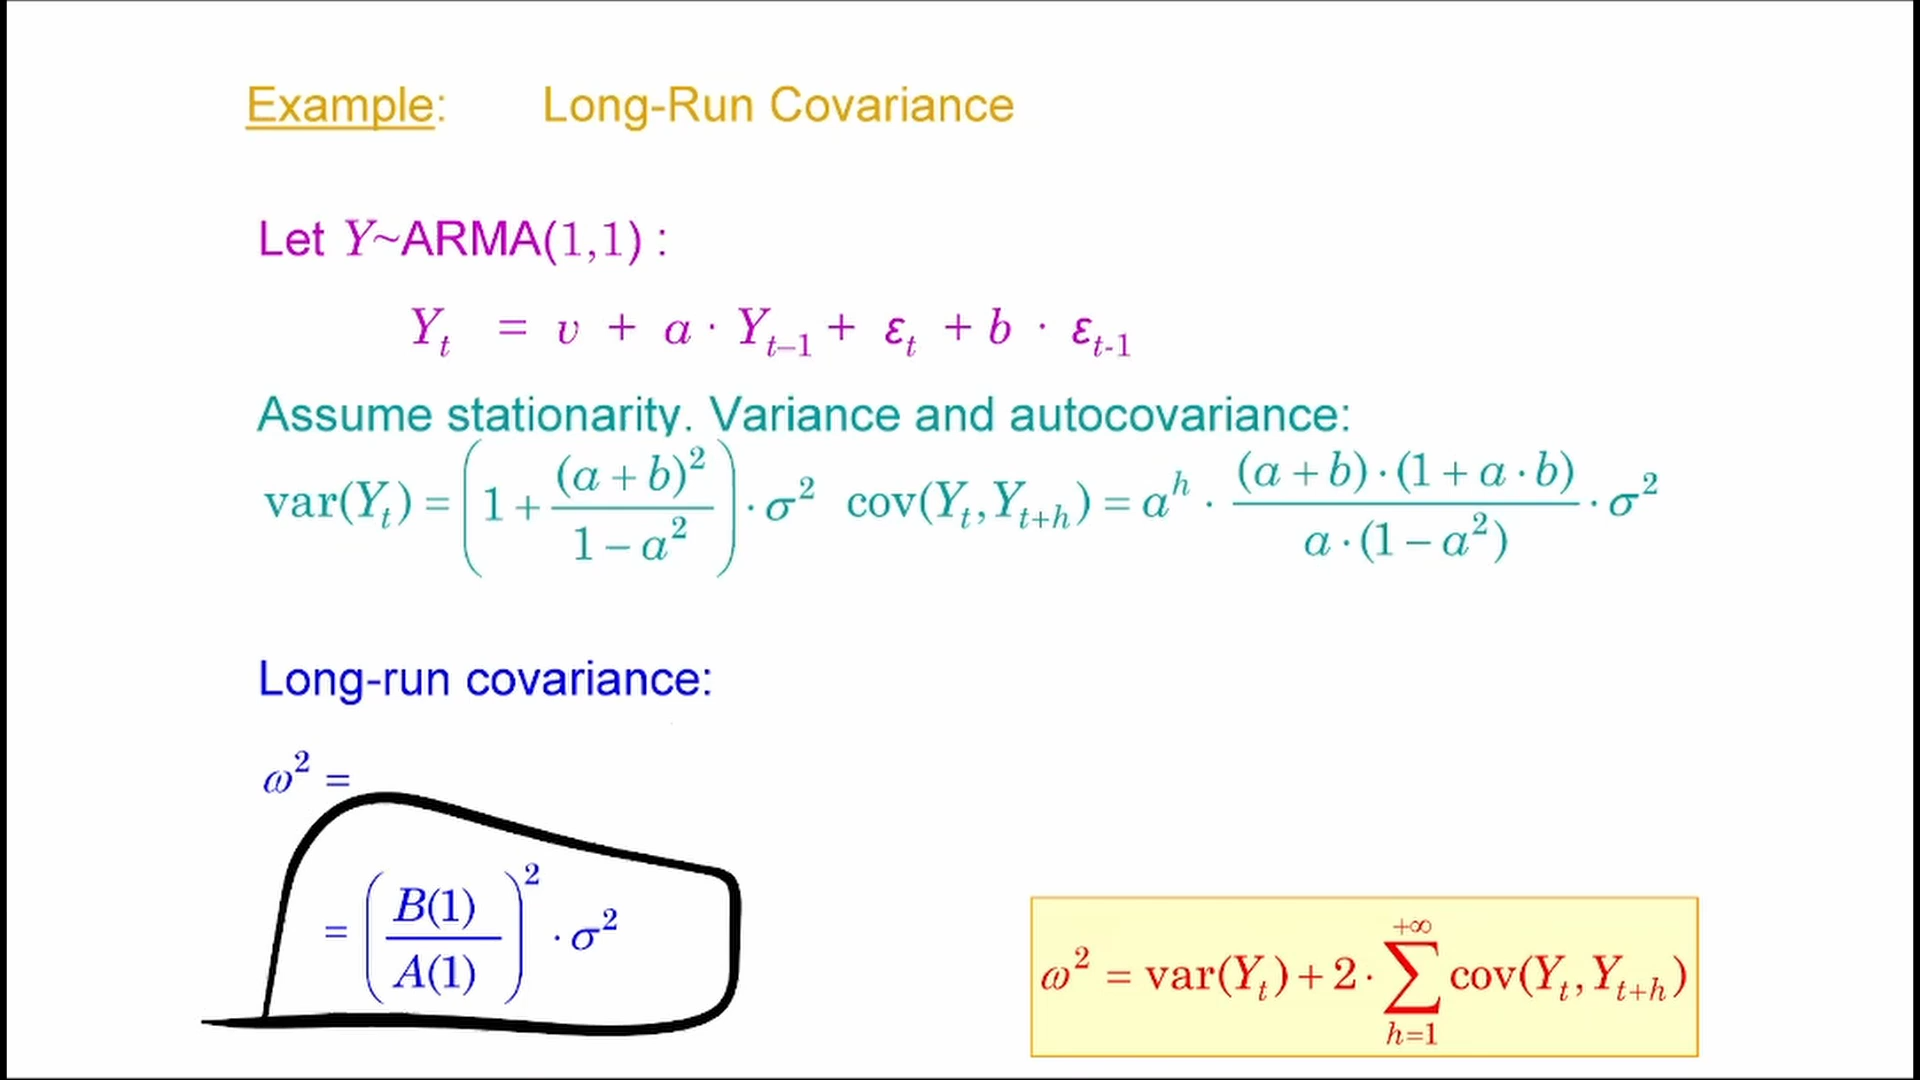 Example: Long-Run Covariance
Let Y~ARMA(1,1) :
Y_t = v + a · Y_{t−1} + ε_t + b · ε_{t-1}
Assume stationarity. Variance and autocovariance:
var(Y_t) = (1 + (a + b)^2 / (1 − a^2)) · σ^2 cov(Y_t, Y_{t+h}) = a^h · (a + b) · (1 + a · b) / (a · (1 − a^2)) · σ^2
Long-run covariance:
ω^2 =
= (B(1) / A(1))^2 · σ^2
ω^2 = var(Y_t) + 2 · ∑_{h=1}^{+∞} cov(Y_t, Y_{t+h})